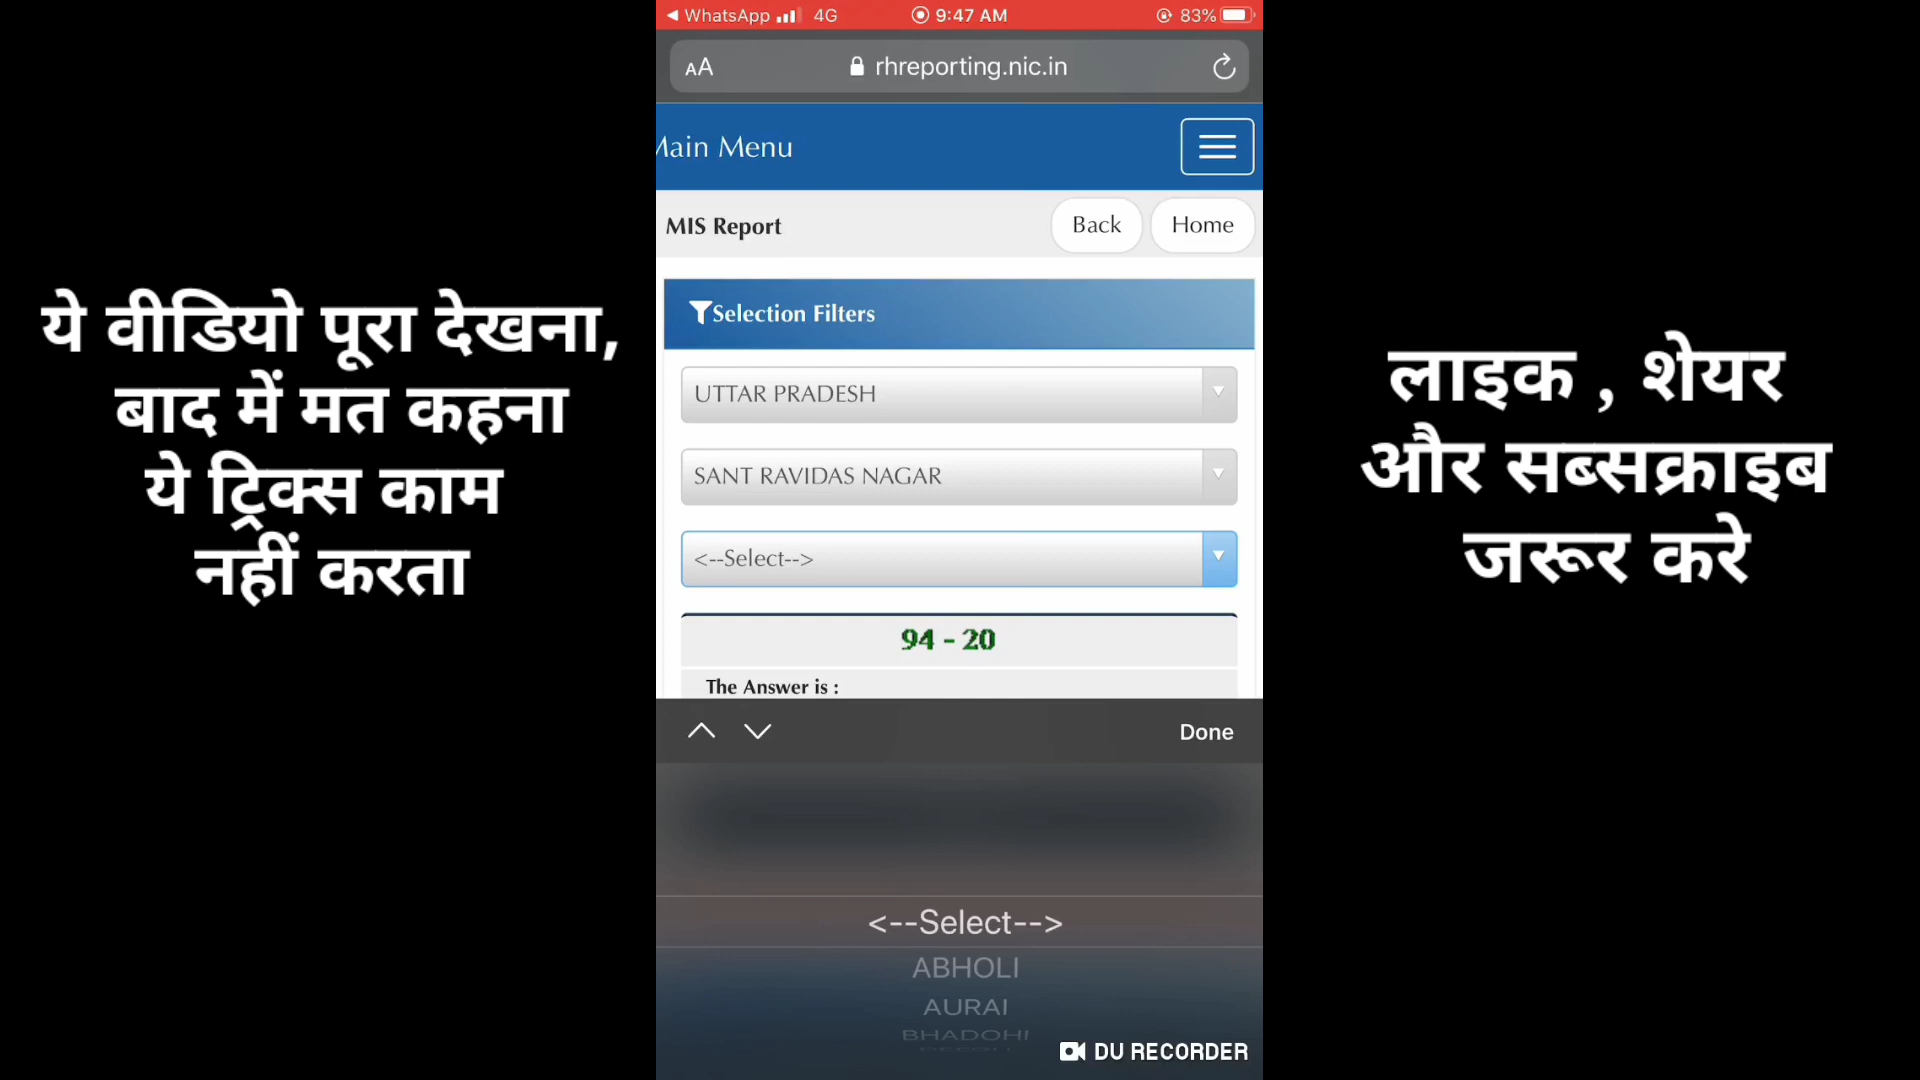 WhatsApp 4G 9:47 AM 83%
AA rhreporting.nic.in
Main Menu
MIS Report Back Home
Selection Filters
UTTAR PRADESH
SANT RAVIDAS NAGAR
<--Select-->
94 - 20
The Answer is :
Done
<--Select-->
ABHOLI
AURAI
BHADOHI
DU RECORDER
ये वीडियो पूरा देखना,
बाद में मत कहना
ये ट्रिक्स काम
नहीं करता
लाइक , शेयर
और सब्सक्राइब
जरूर करे